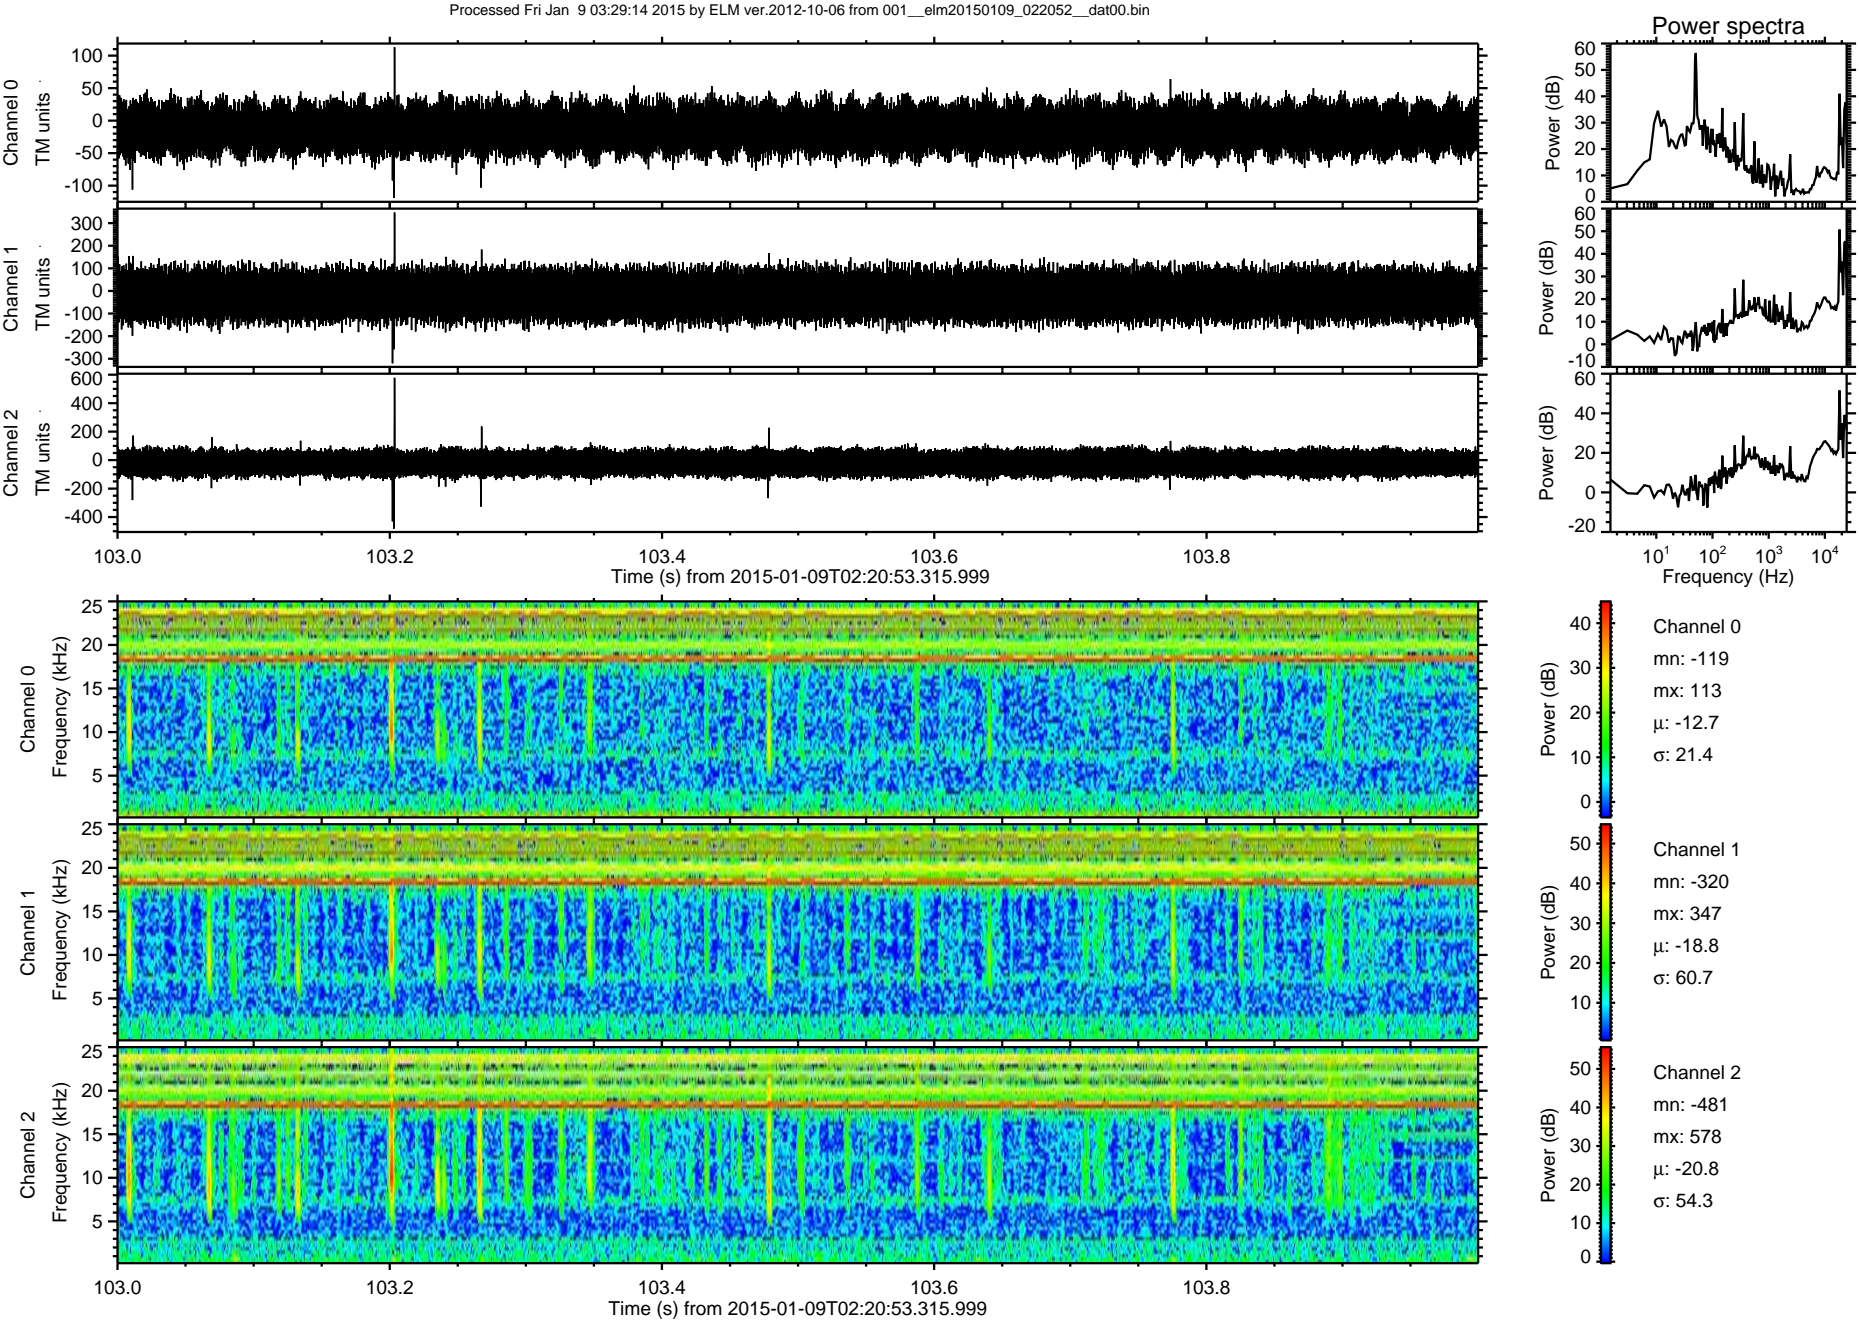 Processed Fri Jan  9 03:29:14 2015 by ELM ver.2012-10-06 from 001__elm20150109_022052__dat00.bin
Power spectra
Channel 0
TM units
100
50
0
-50
-100
Power (dB)
60
50
40
30
20
10
0
Channel 1
TM units
300
200
100
0
-100
-200
-300
Power (dB)
60
50
40
30
20
10
0
-10
Channel 2
TM units
600
400
200
0
-200
-400
Power (dB)
60
40
20
0
-20
103.0 103.2 103.4 103.6 103.8
Time (s) from 2015-01-09T02:20:53.315.999
10^1 10^2 10^3 10^4
Frequency (Hz)
Channel 0
Frequency (kHz)
25
20
15
10
5
Power (dB)
40
30
20
10
0
Channel 0
mn: -119
mx: 113
μ: -12.7
σ: 21.4
Channel 1
Frequency (kHz)
25
20
15
10
5
Power (dB)
50
40
30
20
10
Channel 1
mn: -320
mx: 347
μ: -18.8
σ: 60.7
Channel 2
Frequency (kHz)
25
20
15
10
5
Power (dB)
50
40
30
20
10
0
Channel 2
mn: -481
mx: 578
μ: -20.8
σ: 54.3
103.0 103.2 103.4 103.6 103.8
Time (s) from 2015-01-09T02:20:53.315.999